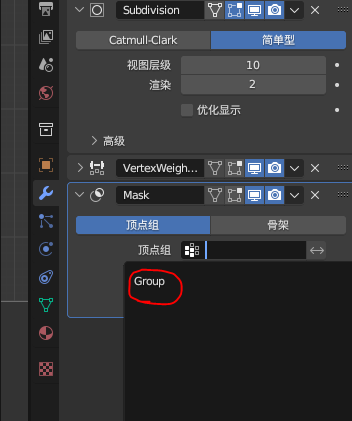 Subdivision
Catmull-Clark 简单型
视图层级 10
渲染 2
优化显示
高级
VertexWeigh...
Mask
顶点组 骨架
顶点组
Group